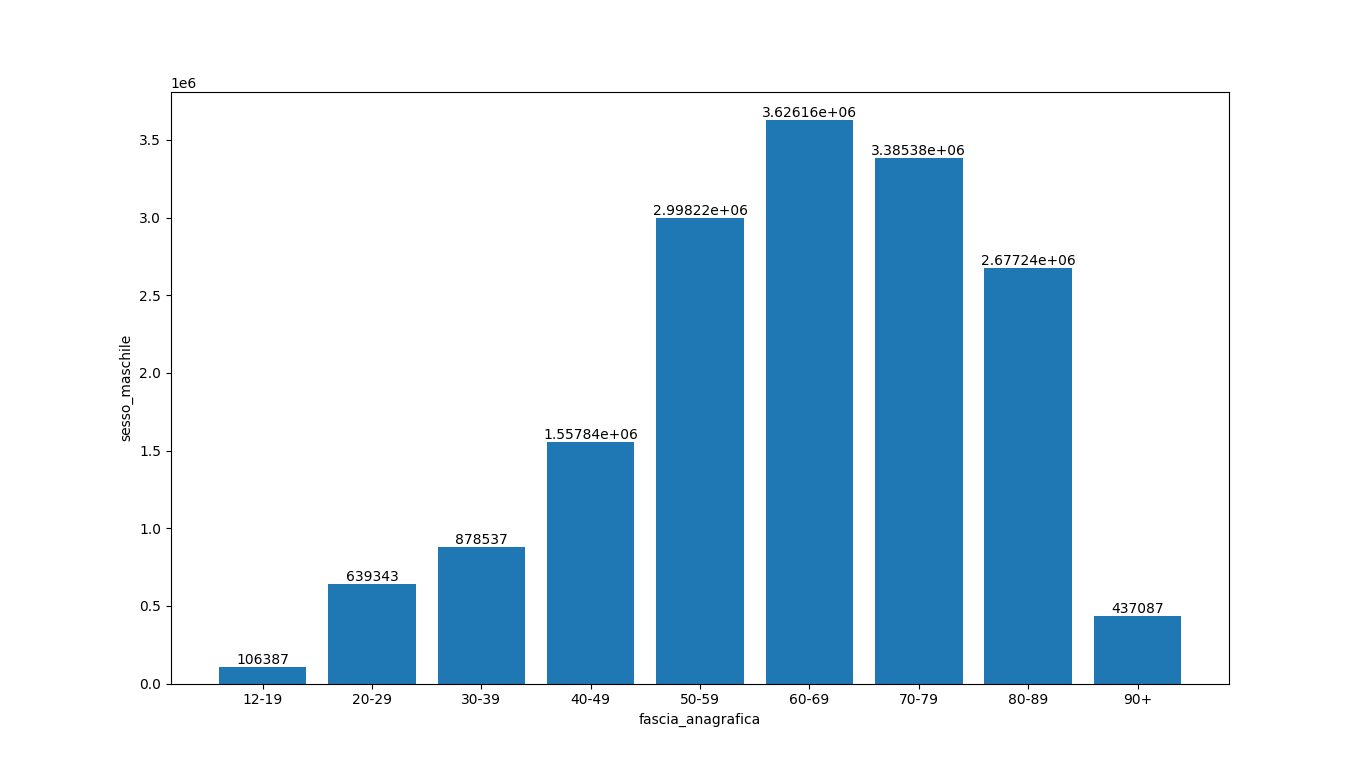 1e6
3.62616e+06
3.5
3.38538e+06
3.0
2.99822e+06
2.67724e+06
2.5
2.0
sesso_maschile
1.5
1.55784e+06
1.0
878537
639343
0.5
437087
106387
0.0
12-19 20-29 30-39 40-49 50-59 60-69 70-79 80-89 90+
fascia_anagrafica